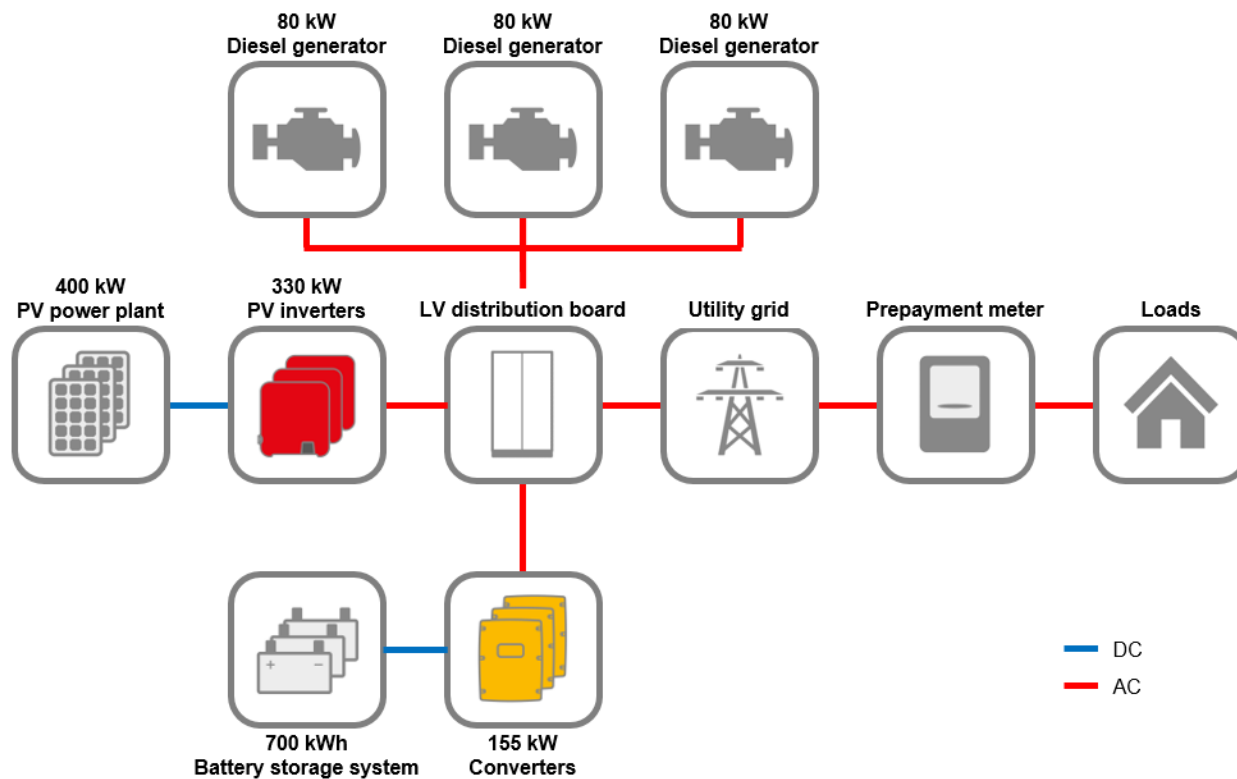 80 kW
Diesel generator
80 kW
Diesel generator
80 kW
Diesel generator
400 kW
PV power plant
330 kW
PV inverters
LV distribution board
Utility grid
Prepayment meter
Loads
+ −
700 kWh
Battery storage system
155 kW
Converters
DC
AC